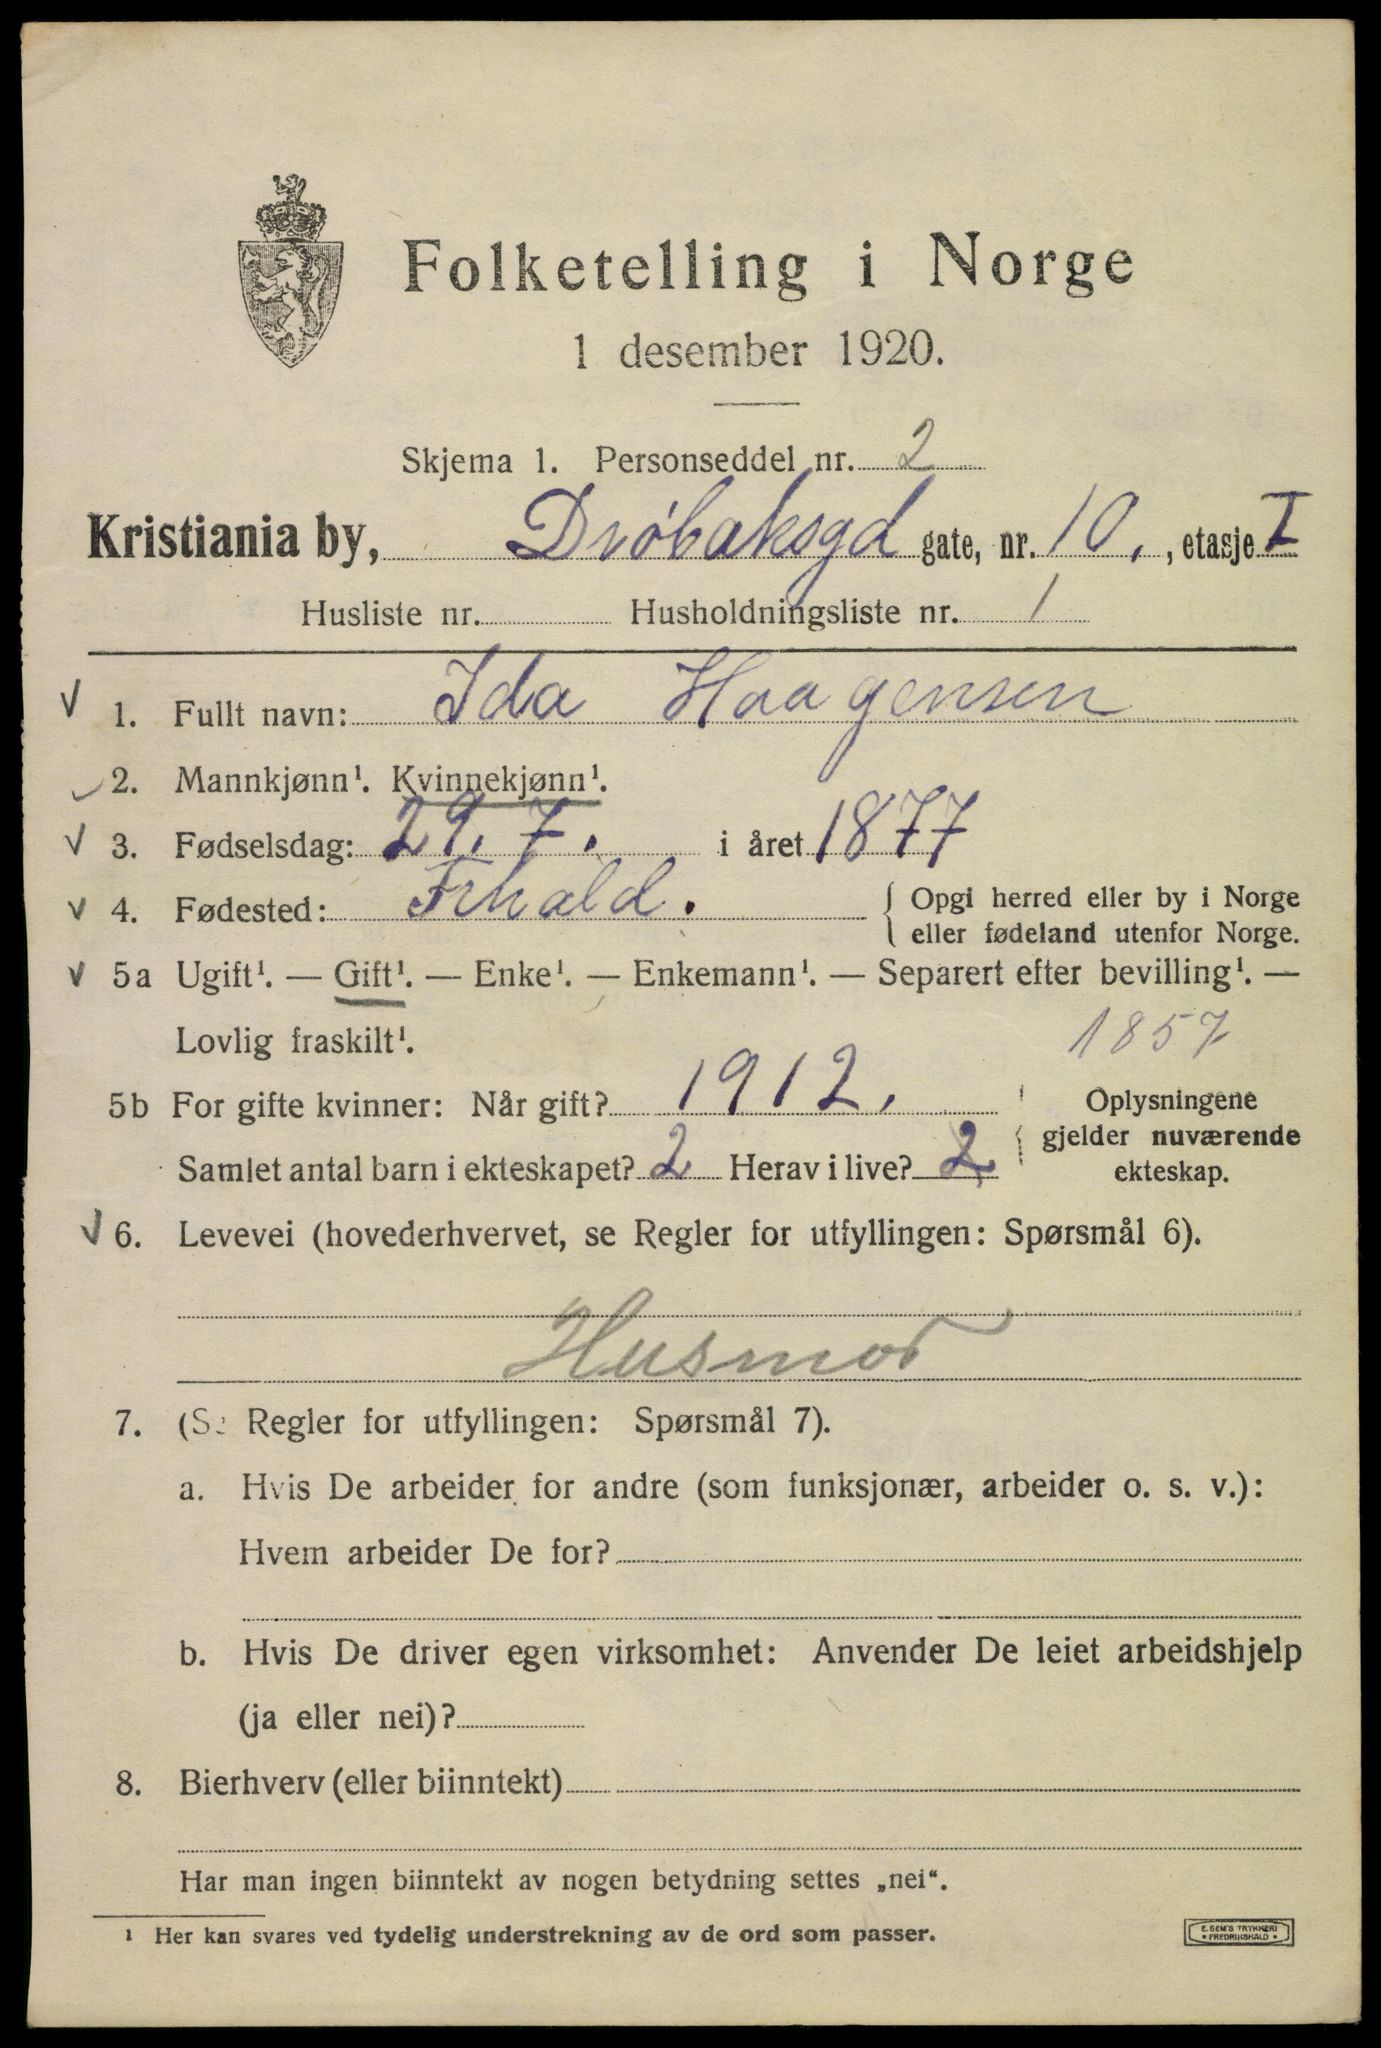 Folketelling i Norge
1 desember 1920.
Skjema 1. Personseddel nr. 2
Kristiania by, Drøbaksgd gate, nr. 10. , etasje I
Husliste nr. Husholdningsliste nr. 1
1. Fullt navn: Ida Haagensen
2. Mannkjønn¹. Kvinnekjønn¹.
3. Fødselsdag: 29. 7. i året 1877
4. Fødested: Frhald. { Opgi herred eller by i Norge
eller fødeland utenfor Norge.
5a Ugift¹. — Gift¹. — Enke¹. — Enkemann¹. — Separert efter bevilling¹. —
Lovlig fraskilt¹. 1857
5b For gifte kvinner: Når gift? 1912.
Samlet antal barn i ekteskapet? 2 Herav i live? 2
Oplysningene
gjelder nuværende
ekteskap.
6. Levevei (hovederhvervet, se Regler for utfyllingen: Spørsmål 6).
Husmor
7. (Se Regler for utfyllingen: Spørsmål 7).
a. Hvis De arbeider for andre (som funksjonær, arbeider o. s. v.):
Hvem arbeider De for?
b. Hvis De driver egen virksomhet: Anvender De leiet arbeidshjelp
(ja eller nei)?
8. Bierhverv (eller biinntekt)
Har man ingen biinntekt av nogen betydning settes „nei“.
¹ Her kan svares ved tydelig understrekning av de ord som passer.
E. SEM'S TRYKKERI
• FREDRIKSHALD •